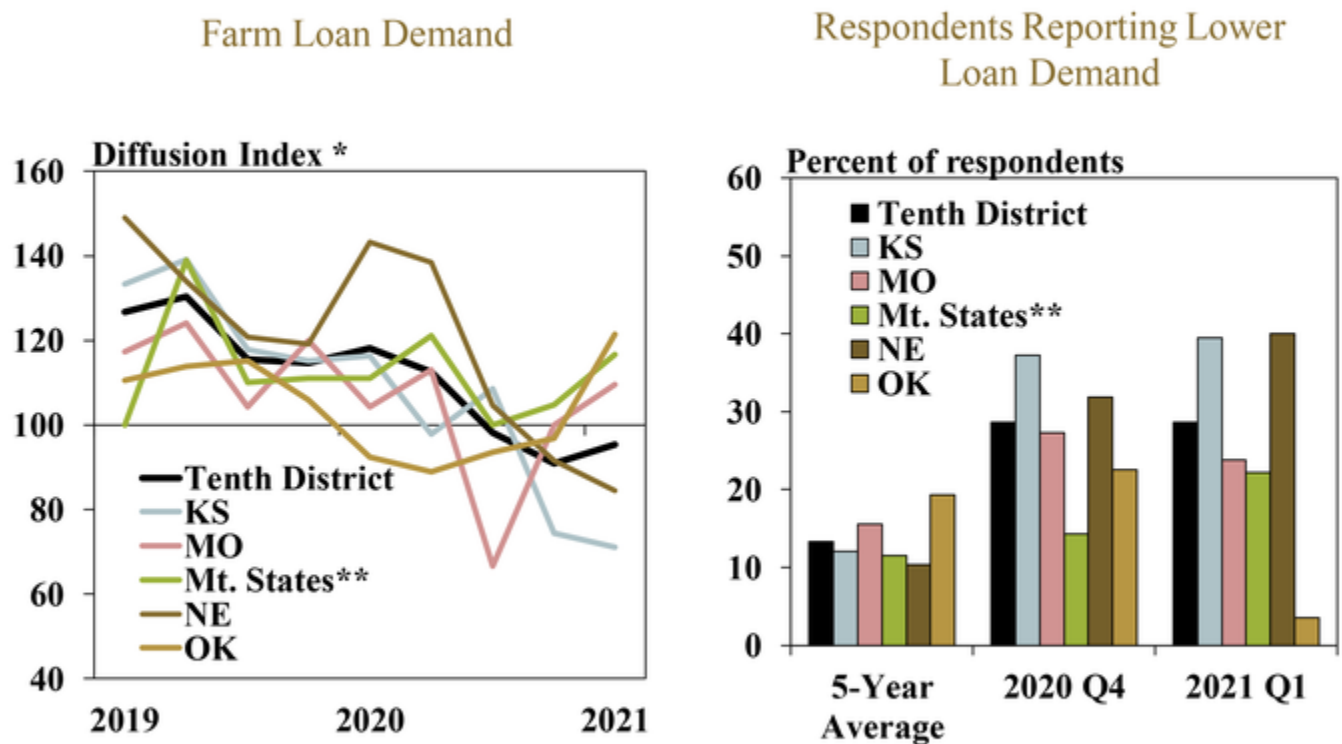 Farm Loan Demand
Diffusion Index *
160
140
120
100
80
60
40
Tenth District
KS
MO
Mt. States**
NE
OK
2019
2020
2021
Respondents Reporting Lower
Loan Demand
Percent of respondents
60
50
40
30
20
10
0
Tenth District
KS
MO
Mt. States**
NE
OK
5-Year
Average
2020 Q4
2021 Q1